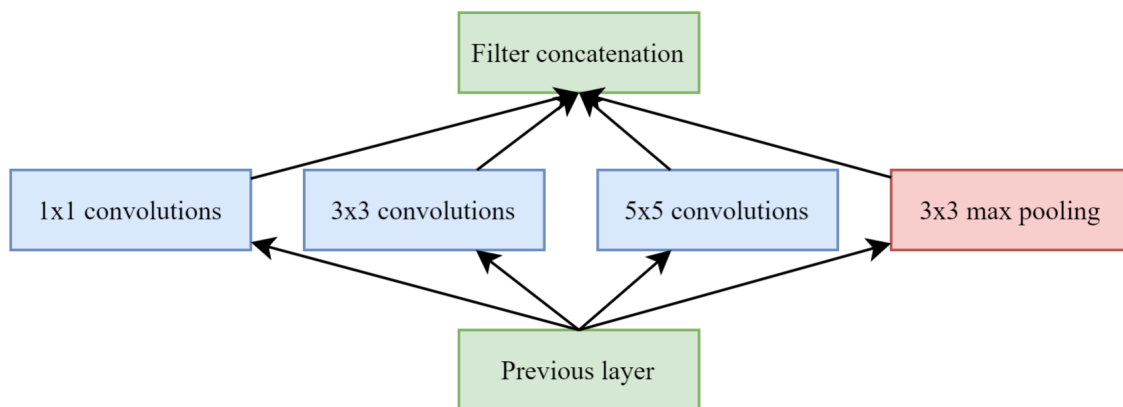 Filter concatenation
1x1 convolutions
3x3 convolutions
5x5 convolutions
3x3 max pooling
Previous layer